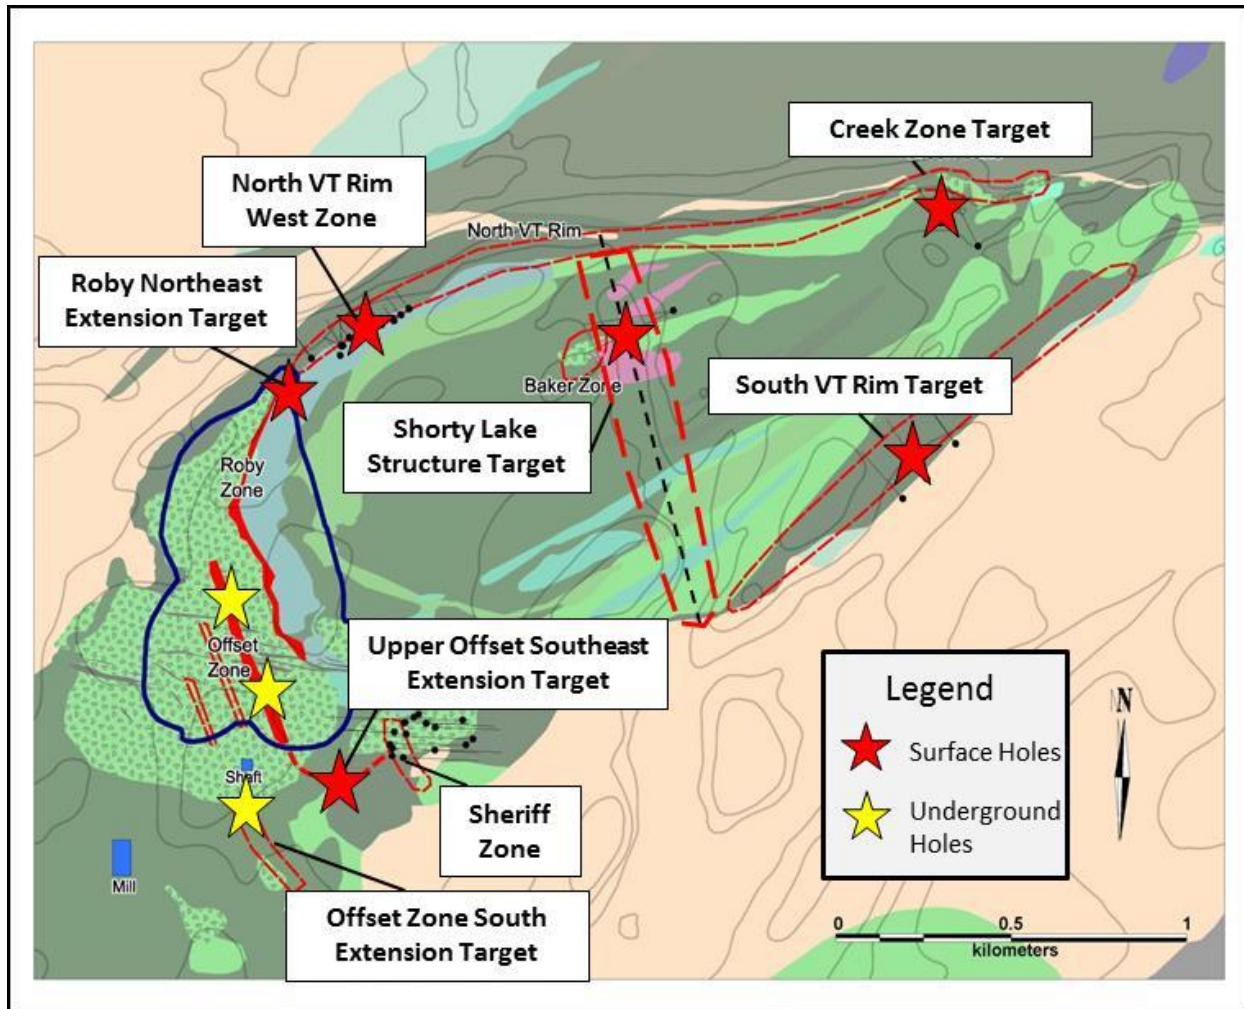 Creek Zone Target
North VT Rim
West Zone
North VT Rim
Roby Northeast
Extension Target
Baker Zone
South VT Rim Target
Shorty Lake
Structure Target
Roby
Zone
Offset
Zone
Upper Offset Southeast
Extension Target
Shaft
Sheriff
Zone
Mill
Offset Zone South
Extension Target
Legend
Surface Holes
Underground
Holes
N
0 0.5 1
kilometers